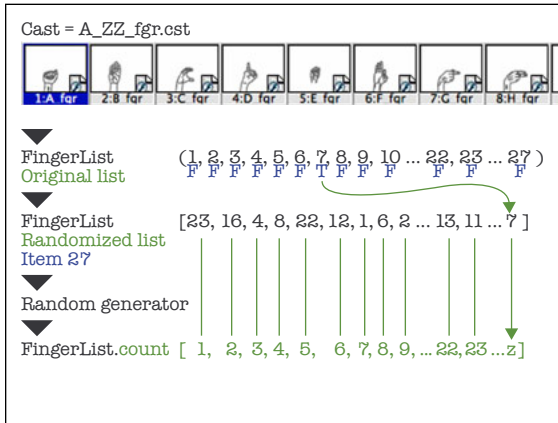 Cast = A_ZZ_fgr.cst
1:A fgr 2:B fgr 3:C fgr 4:D fgr 5:E fgr 6:F fgr 7:G fgr 8:H fgr
FingerList (1, 2, 3, 4, 5, 6, 7, 8, 9, 10 ... 22, 23 ... 27 )
Original list F F F F F F T F F F F F F
FingerList [23, 16, 4, 8, 22, 12, 1, 6, 2 ... 13, 11 ... 7 ]
Randomized list
Item 27
Random generator
FingerList.count [ 1, 2, 3, 4, 5, 6, 7, 8, 9, ... 22, 23 ...z]